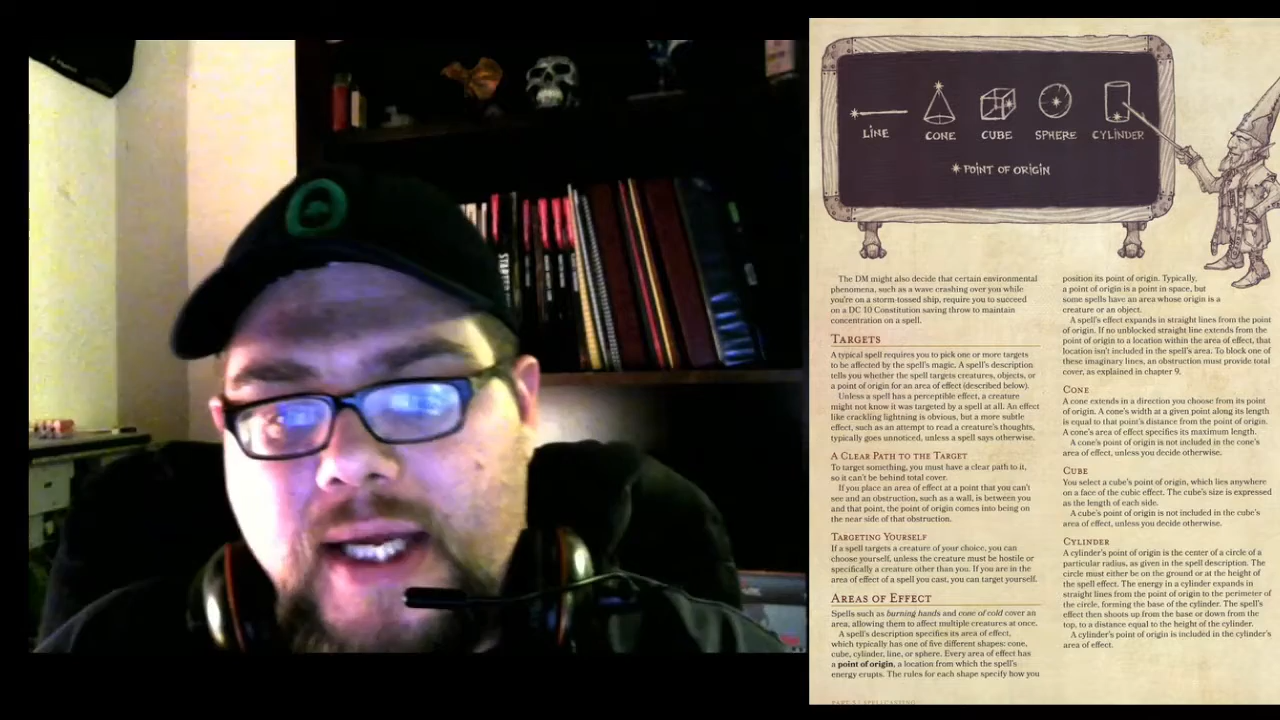 LINE
CONE
CUBE
SPHERE
CYLINDER
POINT OF ORIGIN
The DM might also decide that certain environmental
phenomena, such as a wave crashing over you while
you're on a storm-tossed ship, require you to succeed
on a DC 10 Constitution saving throw to maintain
concentration on a spell.
TARGETS
A typical spell requires you to pick one or more targets
to be affected by the spell's magic. A spell's description
tells you whether the spell targets creatures, objects, or
a point of origin for an area of effect (described below).
Unless a spell has a perceptible effect, a creature
might not know it was targeted by a spell at all. An effect
like crackling lightning is obvious, but a more subtle
effect, such as an attempt to read a creature's thoughts,
typically goes unnoticed, unless a spell says otherwise.
A CLEAR PATH TO THE TARGET
To target something, you must have a clear path to it,
so it can't be behind total cover.
If you place an area of effect at a point that you can't
see and an obstruction, such as a wall, is between you
and that point, the point of origin comes into being on
the near side of that obstruction.
TARGETING YOURSELF
If a spell targets a creature of your choice, you can
choose yourself, unless the creature must be hostile or
specifically a creature other than you. If you are in the
area of effect of a spell you cast, you can target yourself.
AREAS OF EFFECT
Spells such as burning hands and cone of cold cover an
area, allowing them to affect multiple creatures at once.
A spell's description specifies its area of effect,
which typically has one of five different shapes: cone,
cube, cylinder, line, or sphere. Every area of effect has
a point of origin, a location from which the spell's
energy erupts. The rules for each shape specify how you
position its point of origin. Typically,
a point of origin is a point in space, but
some spells have an area whose origin is a
creature or an object.
A spell's effect expands in straight lines from the point
of origin. If no unblocked straight line extends from the
point of origin to a location within the area of effect, that
location isn't included in the spell's area. To block one of
these imaginary lines, an obstruction must provide total
cover, as explained in chapter 9.
CONE
A cone extends in a direction you choose from its point
of origin. A cone's width at a given point along its length
is equal to that point's distance from the point of origin.
A cone's area of effect specifies its maximum length.
A cone's point of origin is not included in the cone's
area of effect, unless you decide otherwise.
CUBE
You select a cube's point of origin, which lies anywhere
on a face of the cubic effect. The cube's size is expressed
as the length of each side.
A cube's point of origin is not included in the cube's
area of effect, unless you decide otherwise.
CYLINDER
A cylinder's point of origin is the center of a circle of a
particular radius, as given in the spell description. The
circle must either be on the ground or at the height of
the spell effect. The energy in a cylinder expands in
straight lines from the point of origin to the perimeter of
the circle, forming the base of the cylinder. The spell's
effect then shoots up from the base or down from the
top, to a distance equal to the height of the cylinder.
A cylinder's point of origin is included in the cylinder's
area of effect.